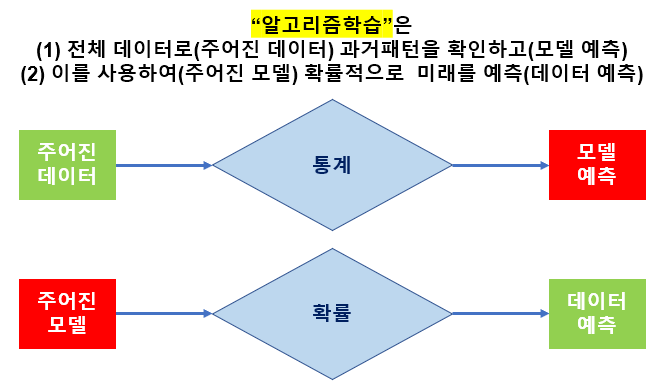 “알고리즘학습”은
(1) 전체 데이터로(주어진 데이터) 과거패턴을 확인하고(모델 예측)
(2) 이를 사용하여(주어진 모델) 확률적으로 미래를 예측(데이터 예측)
주어진
데이터
통계
모델
예측
주어진
모델
확률
데이터
예측